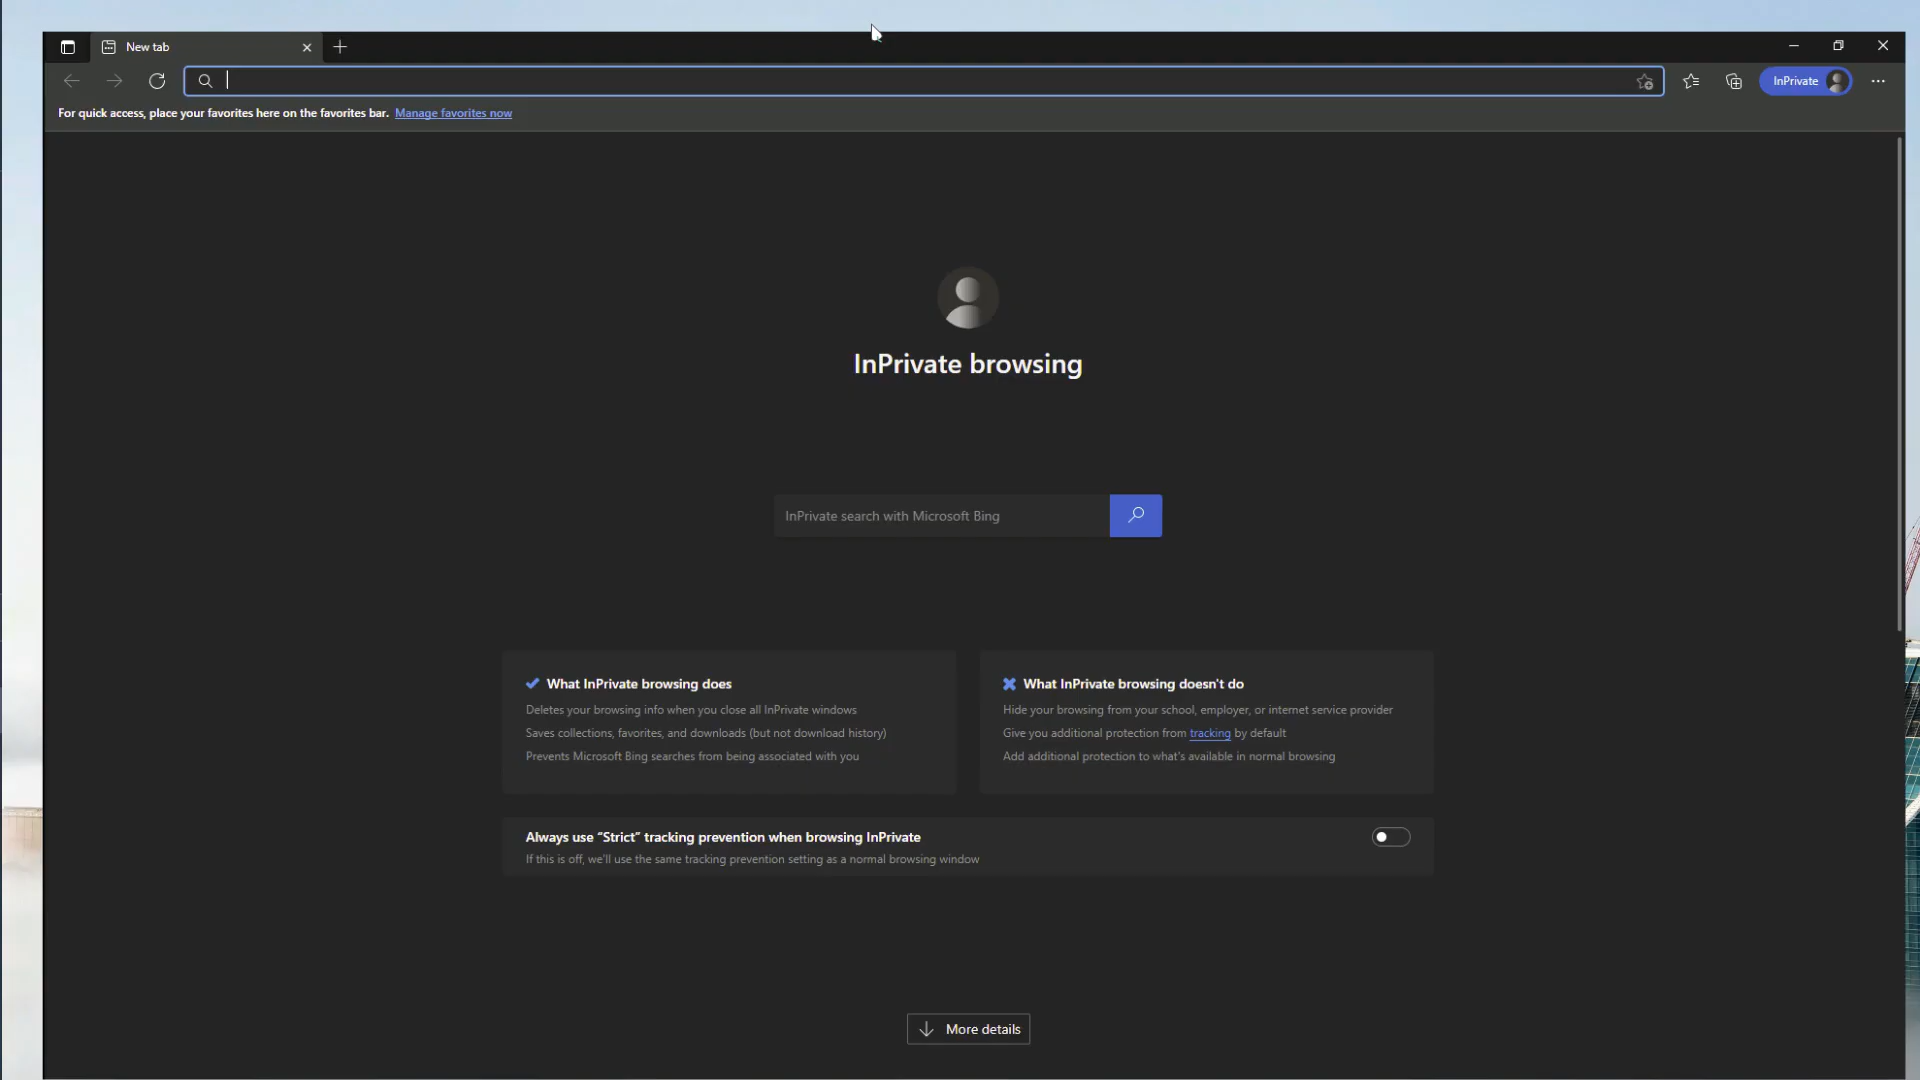 New tab
InPrivate
For quick access, place your favorites here on the favorites bar. Manage favorites now
InPrivate browsing
InPrivate search with Microsoft Bing
What InPrivate browsing does
Deletes your browsing info when you close all InPrivate windows
Saves collections, favorites, and downloads (but not download history)
Prevents Microsoft Bing searches from being associated with you
What InPrivate browsing doesn't do
Hide your browsing from your school, employer, or internet service provider
Give you additional protection from tracking by default
Add additional protection to what's available in normal browsing
Always use “Strict” tracking prevention when browsing InPrivate
If this is off, we'll use the same tracking prevention setting as a normal browsing window
More details